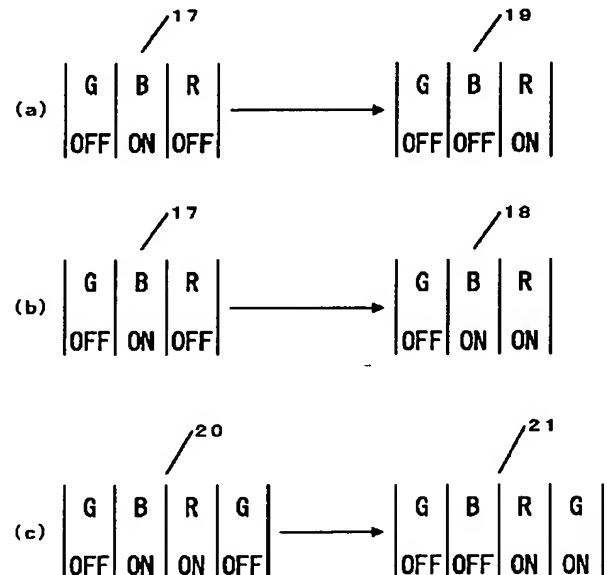 17 19
G B R G B R
(a)
OFF ON OFF OFF OFF ON
17 18
G B R G B R
(b)
OFF ON OFF OFF ON ON
20 21
G B R G G B R G
(c)
OFF ON ON OFF OFF OFF ON ON